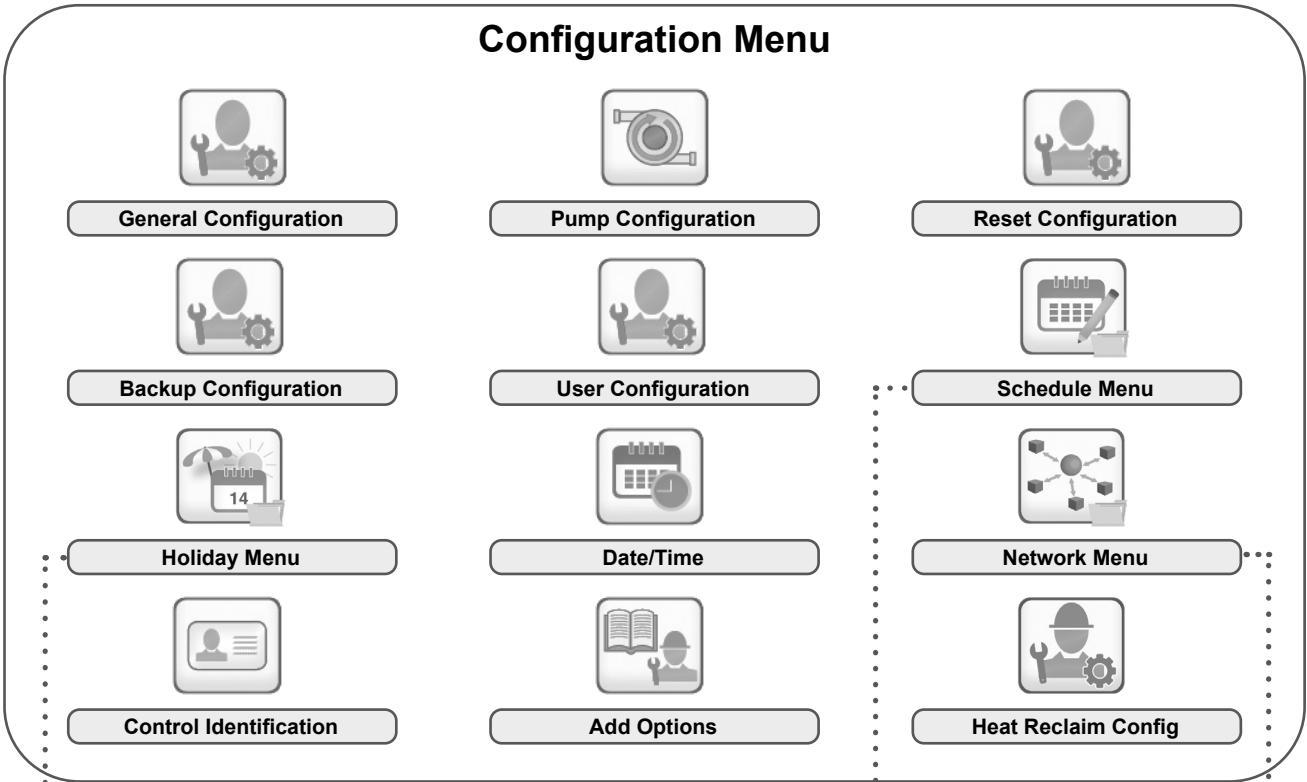 Configuration Menu
General Configuration
Pump Configuration
Reset Configuration
Backup Configuration
User Configuration
Schedule Menu
14
Holiday Menu
Date/Time
Network Menu
Control Identification
Add Options
Heat Reclaim Config